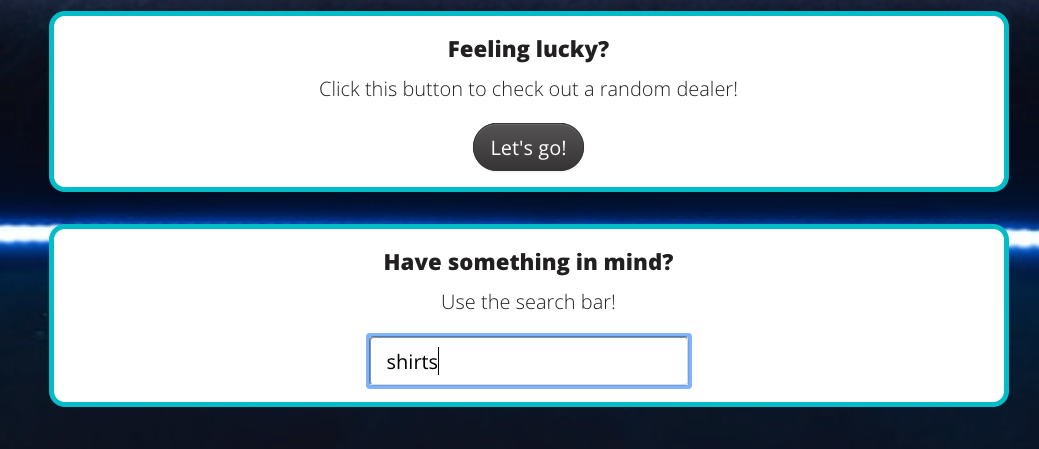 Feeling lucky?
Click this button to check out a random dealer!
Let's go!
Have something in mind?
Use the search bar!
shirts